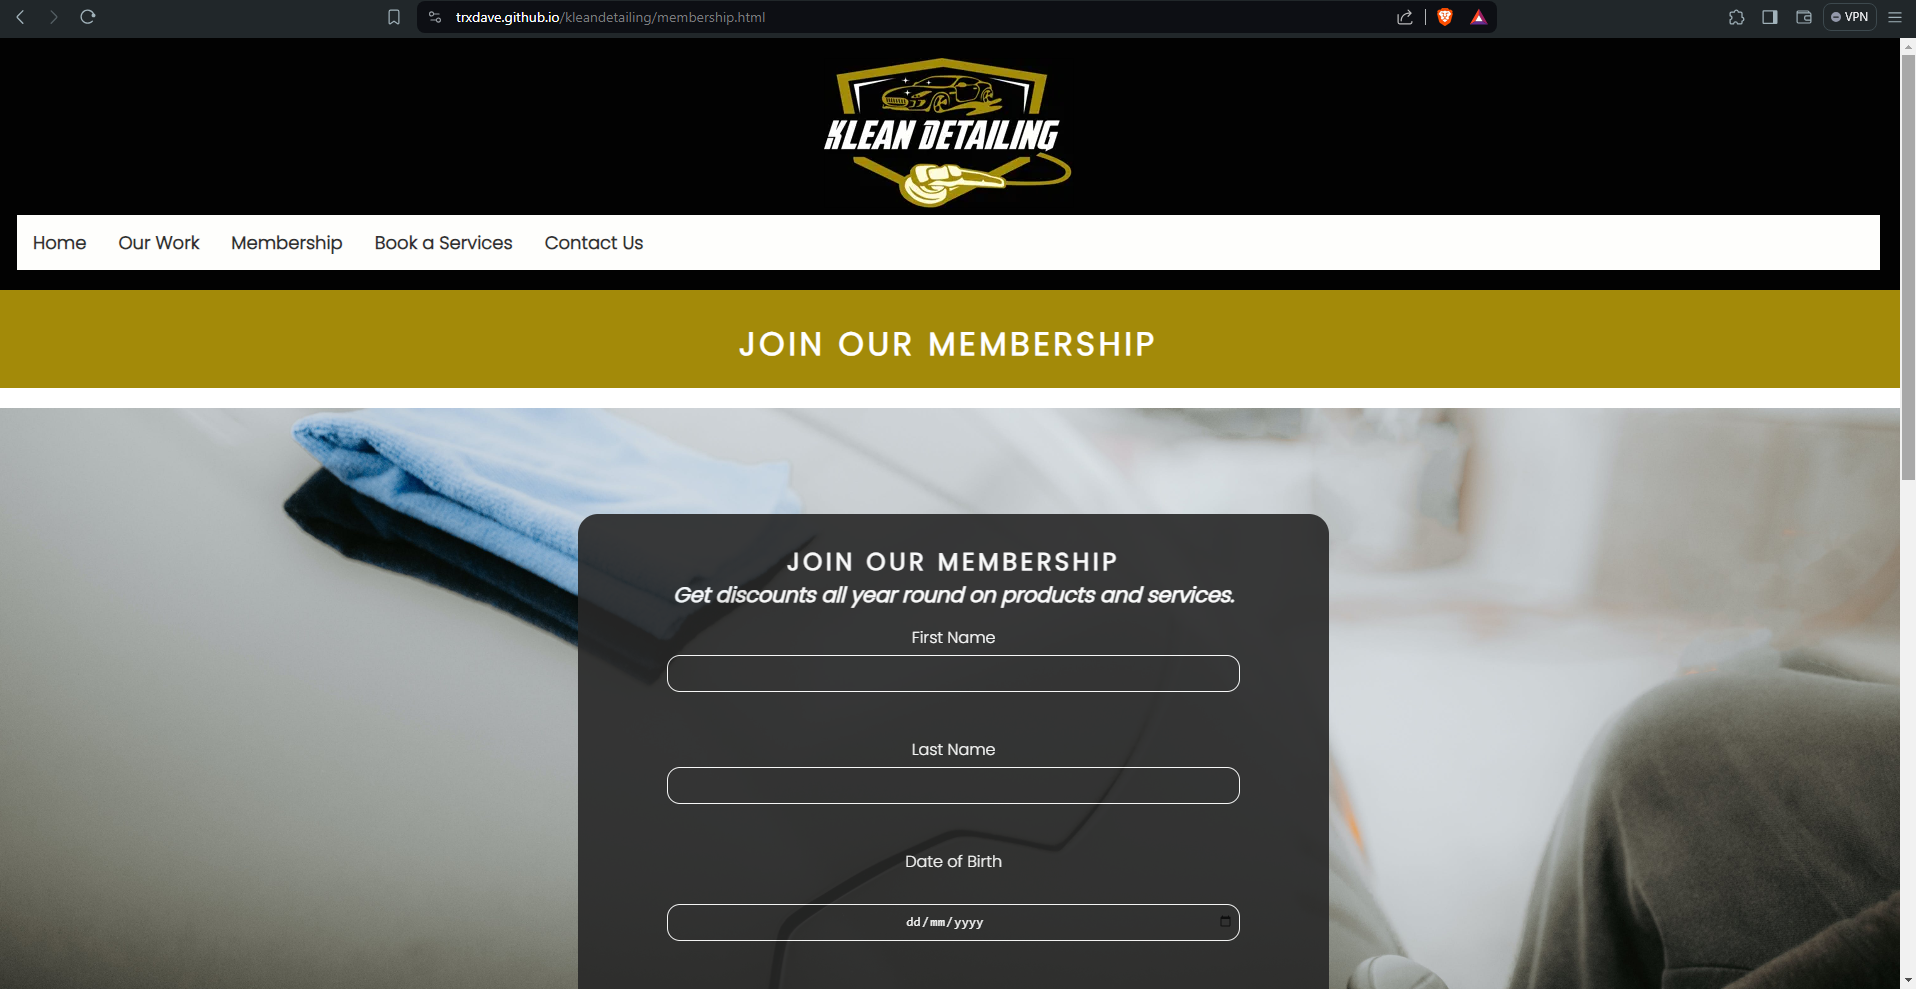 trxdave.github.io/kleandetailing/membership.html
VPN
KLEAN DETAILING
Home Our Work Membership Book a Services Contact Us
JOIN OUR MEMBERSHIP
JOIN OUR MEMBERSHIP
Get discounts all year round on products and services.
First Name
Last Name
Date of Birth
dd/mm/yyyy